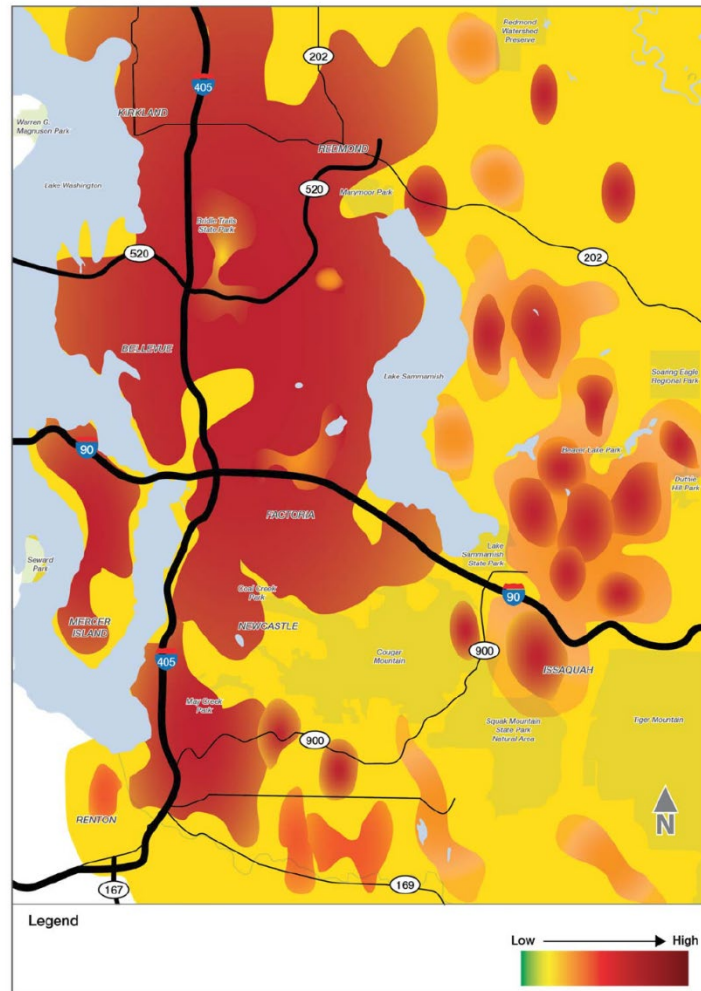 Redmond
Watershed
Preserve
202
405
KIRKLAND
Warren G.
Magnusen Park
REDMOND
Lake Washington
520
Marymoor Park
Bridle Trails
State Park
520
202
BELLEVUE
Lake Sammamish
Soaring Eagle
Regional Park
90
Beaver Lake Park
Duthie
Hill Park
FACTORIA
Lake
Sammamish
State Park
Seward
Park
Coal Creek
Park
90
MERCER
ISLAND
NEWCASTLE
405
Cougar
Mountain
900
ISSAQUAH
May Creek
Park
Squak Mountain
State Park
Natural Area
Tiger Mountain
900
N
RENTON
167
169
Legend
Low
High